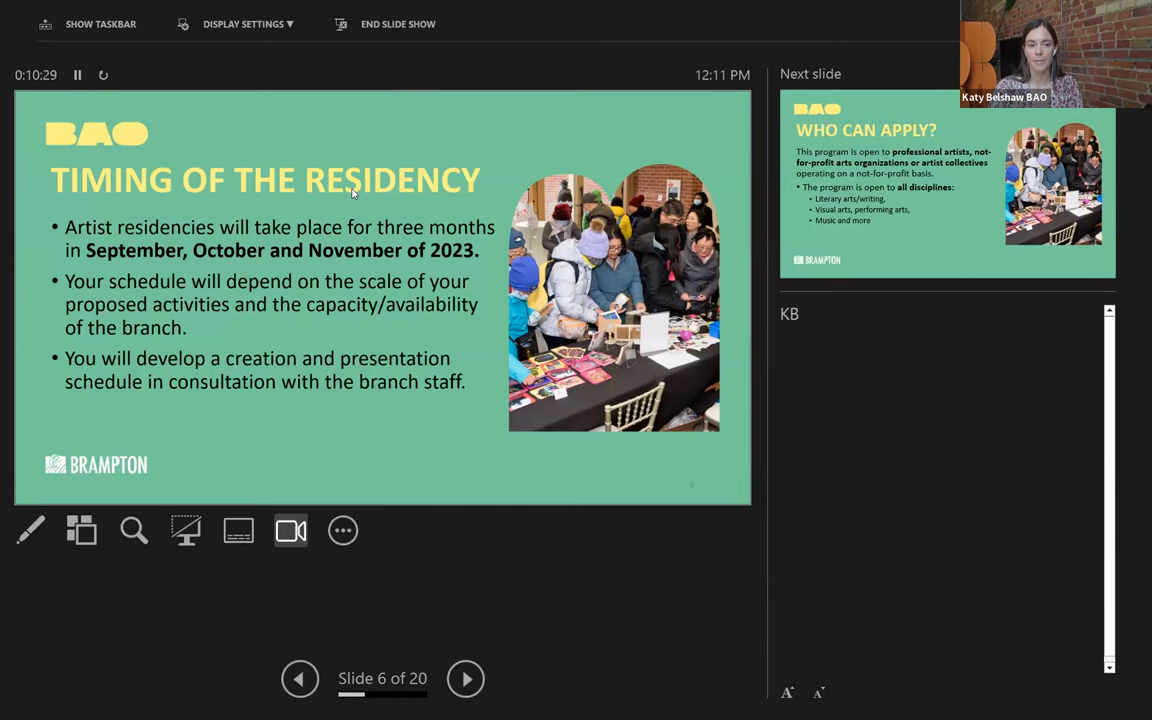 SHOW TASKBAR
DISPLAY SETTINGS ▼
END SLIDE SHOW
0:10:29
12:11 PM
BAO
TIMING OF THE RESIDENCY
• Artist residencies will take place for three months
in September, October and November of 2023.
• Your schedule will depend on the scale of your
proposed activities and the capacity/availability
of the branch.
• You will develop a creation and presentation
schedule in consultation with the branch staff.
BRAMPTON
6
Slide 6 of 20
Next slide
Katy Belshaw BAO
BAO
WHO CAN APPLY?
This program is open to professional artists, not-
for-profit arts organizations or artist collectives
operating on a not-for-profit basis.
• The program is open to all disciplines:
• Literary arts/writing,
• Visual arts, performing arts,
• Music and more
BRAMPTON
KB
A A